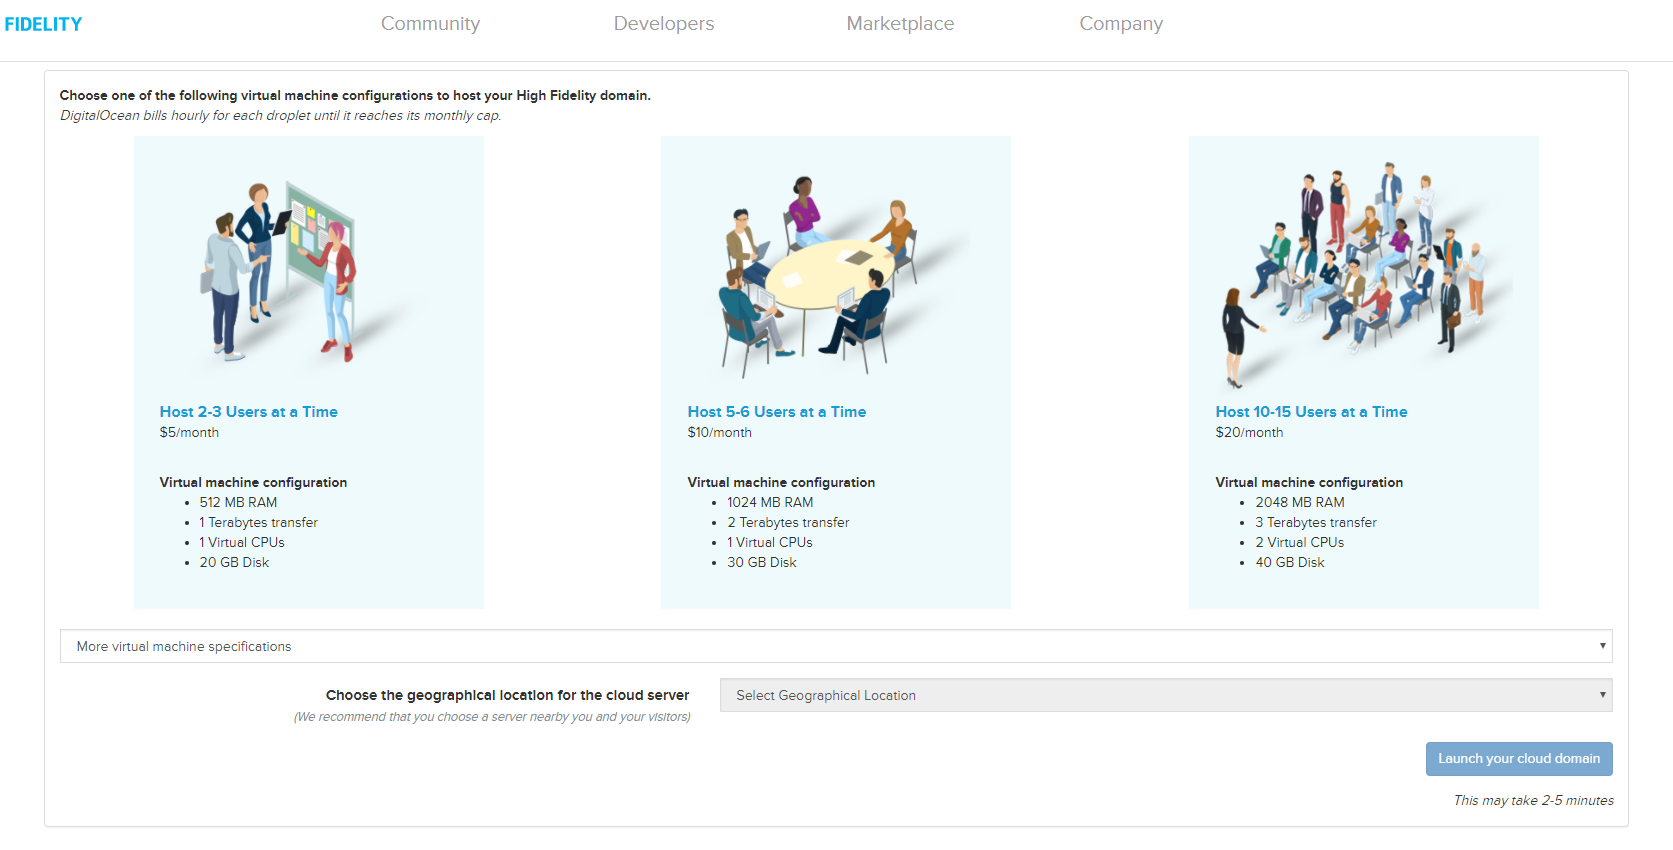 FIDELITY
Community
Developers
Marketplace
Company
Choose one of the following virtual machine configurations to host your High Fidelity domain.
DigitalOcean bills hourly for each droplet until it reaches its monthly cap.
Host 2-3 Users at a Time
$5/month
Virtual machine configuration
• 512 MB RAM
• 1 Terabytes transfer
• 1 Virtual CPUs
• 20 GB Disk
Host 5-6 Users at a Time
$10/month
Virtual machine configuration
• 1024 MB RAM
• 2 Terabytes transfer
• 1 Virtual CPUs
• 30 GB Disk
Host 10-15 Users at a Time
$20/month
Virtual machine configuration
• 2048 MB RAM
• 3 Terabytes transfer
• 2 Virtual CPUs
• 40 GB Disk
More virtual machine specifications
Choose the geographical location for the cloud server
(We recommend that you choose a server nearby you and your visitors)
Select Geographical Location
Launch your cloud domain
This may take 2-5 minutes